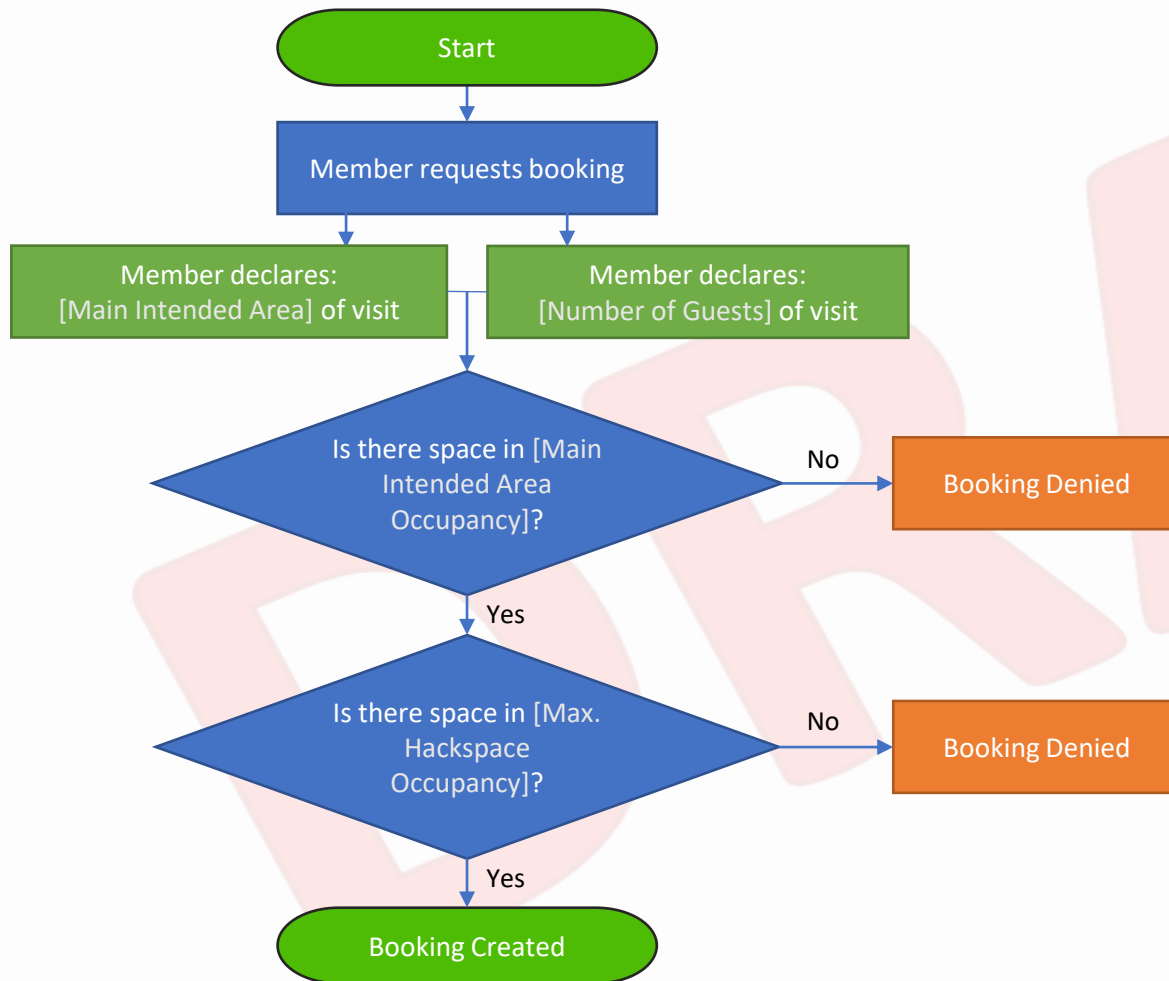 Start
Member requests booking
Member declares:
[Main Intended Area] of visit
Member declares:
[Number of Guests] of visit
Is there space in [Main
Intended Area
Occupancy]?
No
Booking Denied
Yes
Is there space in [Max.
Hackspace
Occupancy]?
No
Booking Denied
Yes
Booking Created